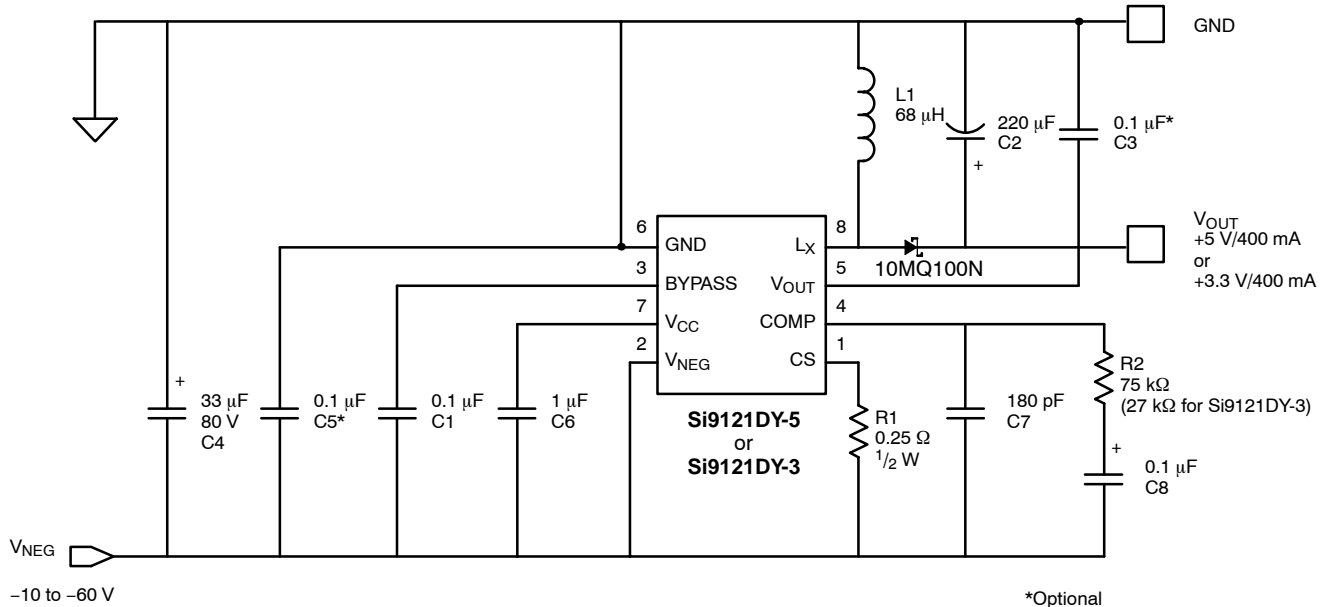 GND
L1
68 μH
220 μF
C2
+
0.1 μF*
C3
6
GND
3
BYPASS
7
VCC
2
VNEG
8
LX
5
VOUT
4
COMP
1
CS
10MQ100N
VOUT
+5 V/400 mA
or
+3.3 V/400 mA
+
33 μF
80 V
C4
0.1 μF
C5*
0.1 μF
C1
1 μF
C6
Si9121DY-5
or
Si9121DY-3
R1
0.25 Ω
1/2 W
180 pF
C7
R2
75 kΩ
(27 kΩ for Si9121DY-3)
+
0.1 μF
C8
VNEG
−10 to −60 V
*Optional